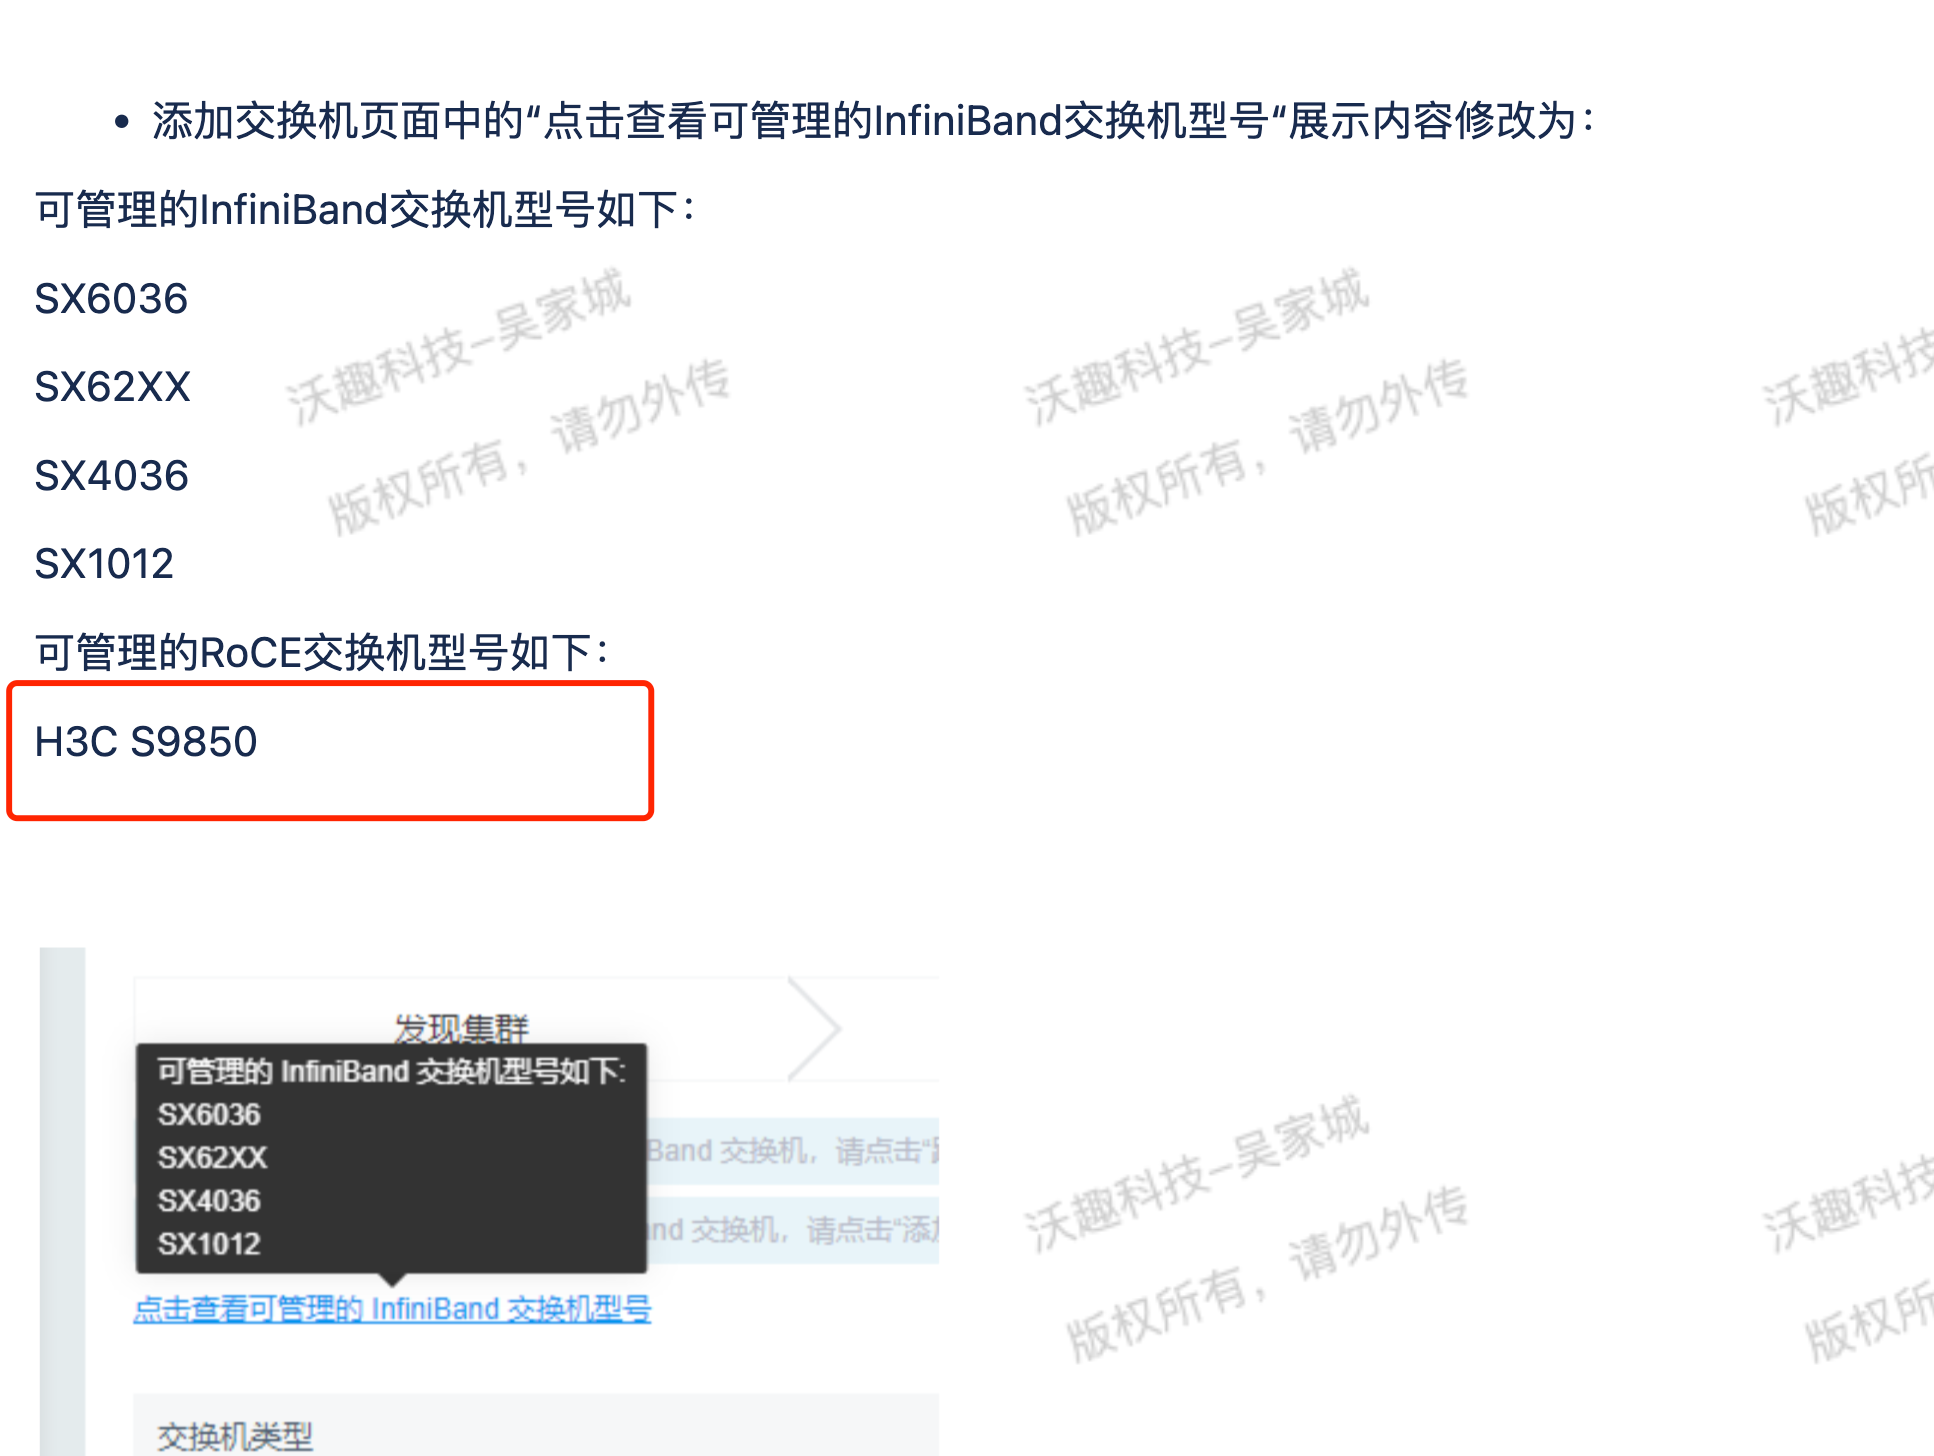 • 添加交换机页面中的“点击查看可管理的InfiniBand交换机型号“展示内容修改为：
可管理的InfiniBand交换机型号如下：
SX6036
SX62XX
SX4036
SX1012
可管理的RoCE交换机型号如下：
H3C S9850
沃趣科技–吴家城
版权所有，请勿外传
沃趣科技–吴家城
版权所有，请勿外传
沃趣科技
版权所
发现集群
可管理的 InfiniBand 交换机型号如下:
SX6036
SX62XX
SX4036
SX1012
Band 交换机，请点击“
nd 交换机，请点击“添加
点击查看可管理的 InfiniBand 交换机型号
交换机类型
沃趣科技–吴家城
版权所有，请勿外传
沃趣科技
版权所